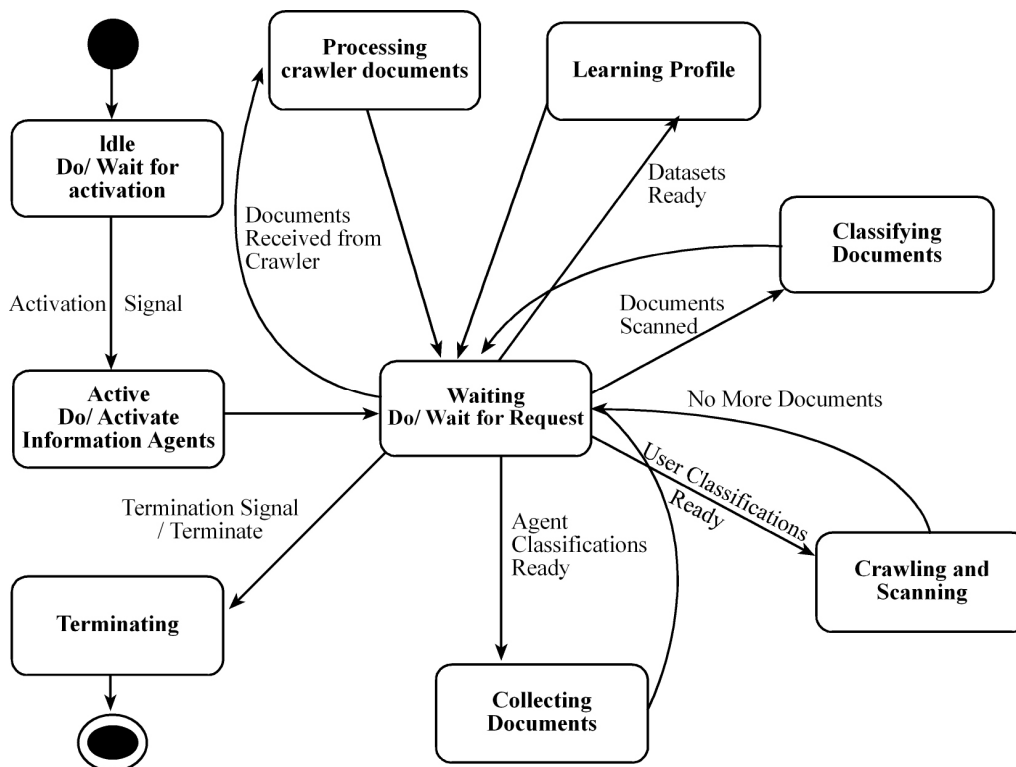 Processing
crawler documents
Learning Profile
Idle
Do/ Wait for
activation
Documents
Received from
Crawler
Datasets
Ready
Classifying
Documents
Activation Signal
Documents
Scanned
Active
Do/ Activate
Information Agents
Waiting
Do/ Wait for Request
No More Documents
User Classifications
Ready
Termination Signal
/ Terminate
Agent
Classifications
Ready
Crawling and
Scanning
Terminating
Collecting
Documents